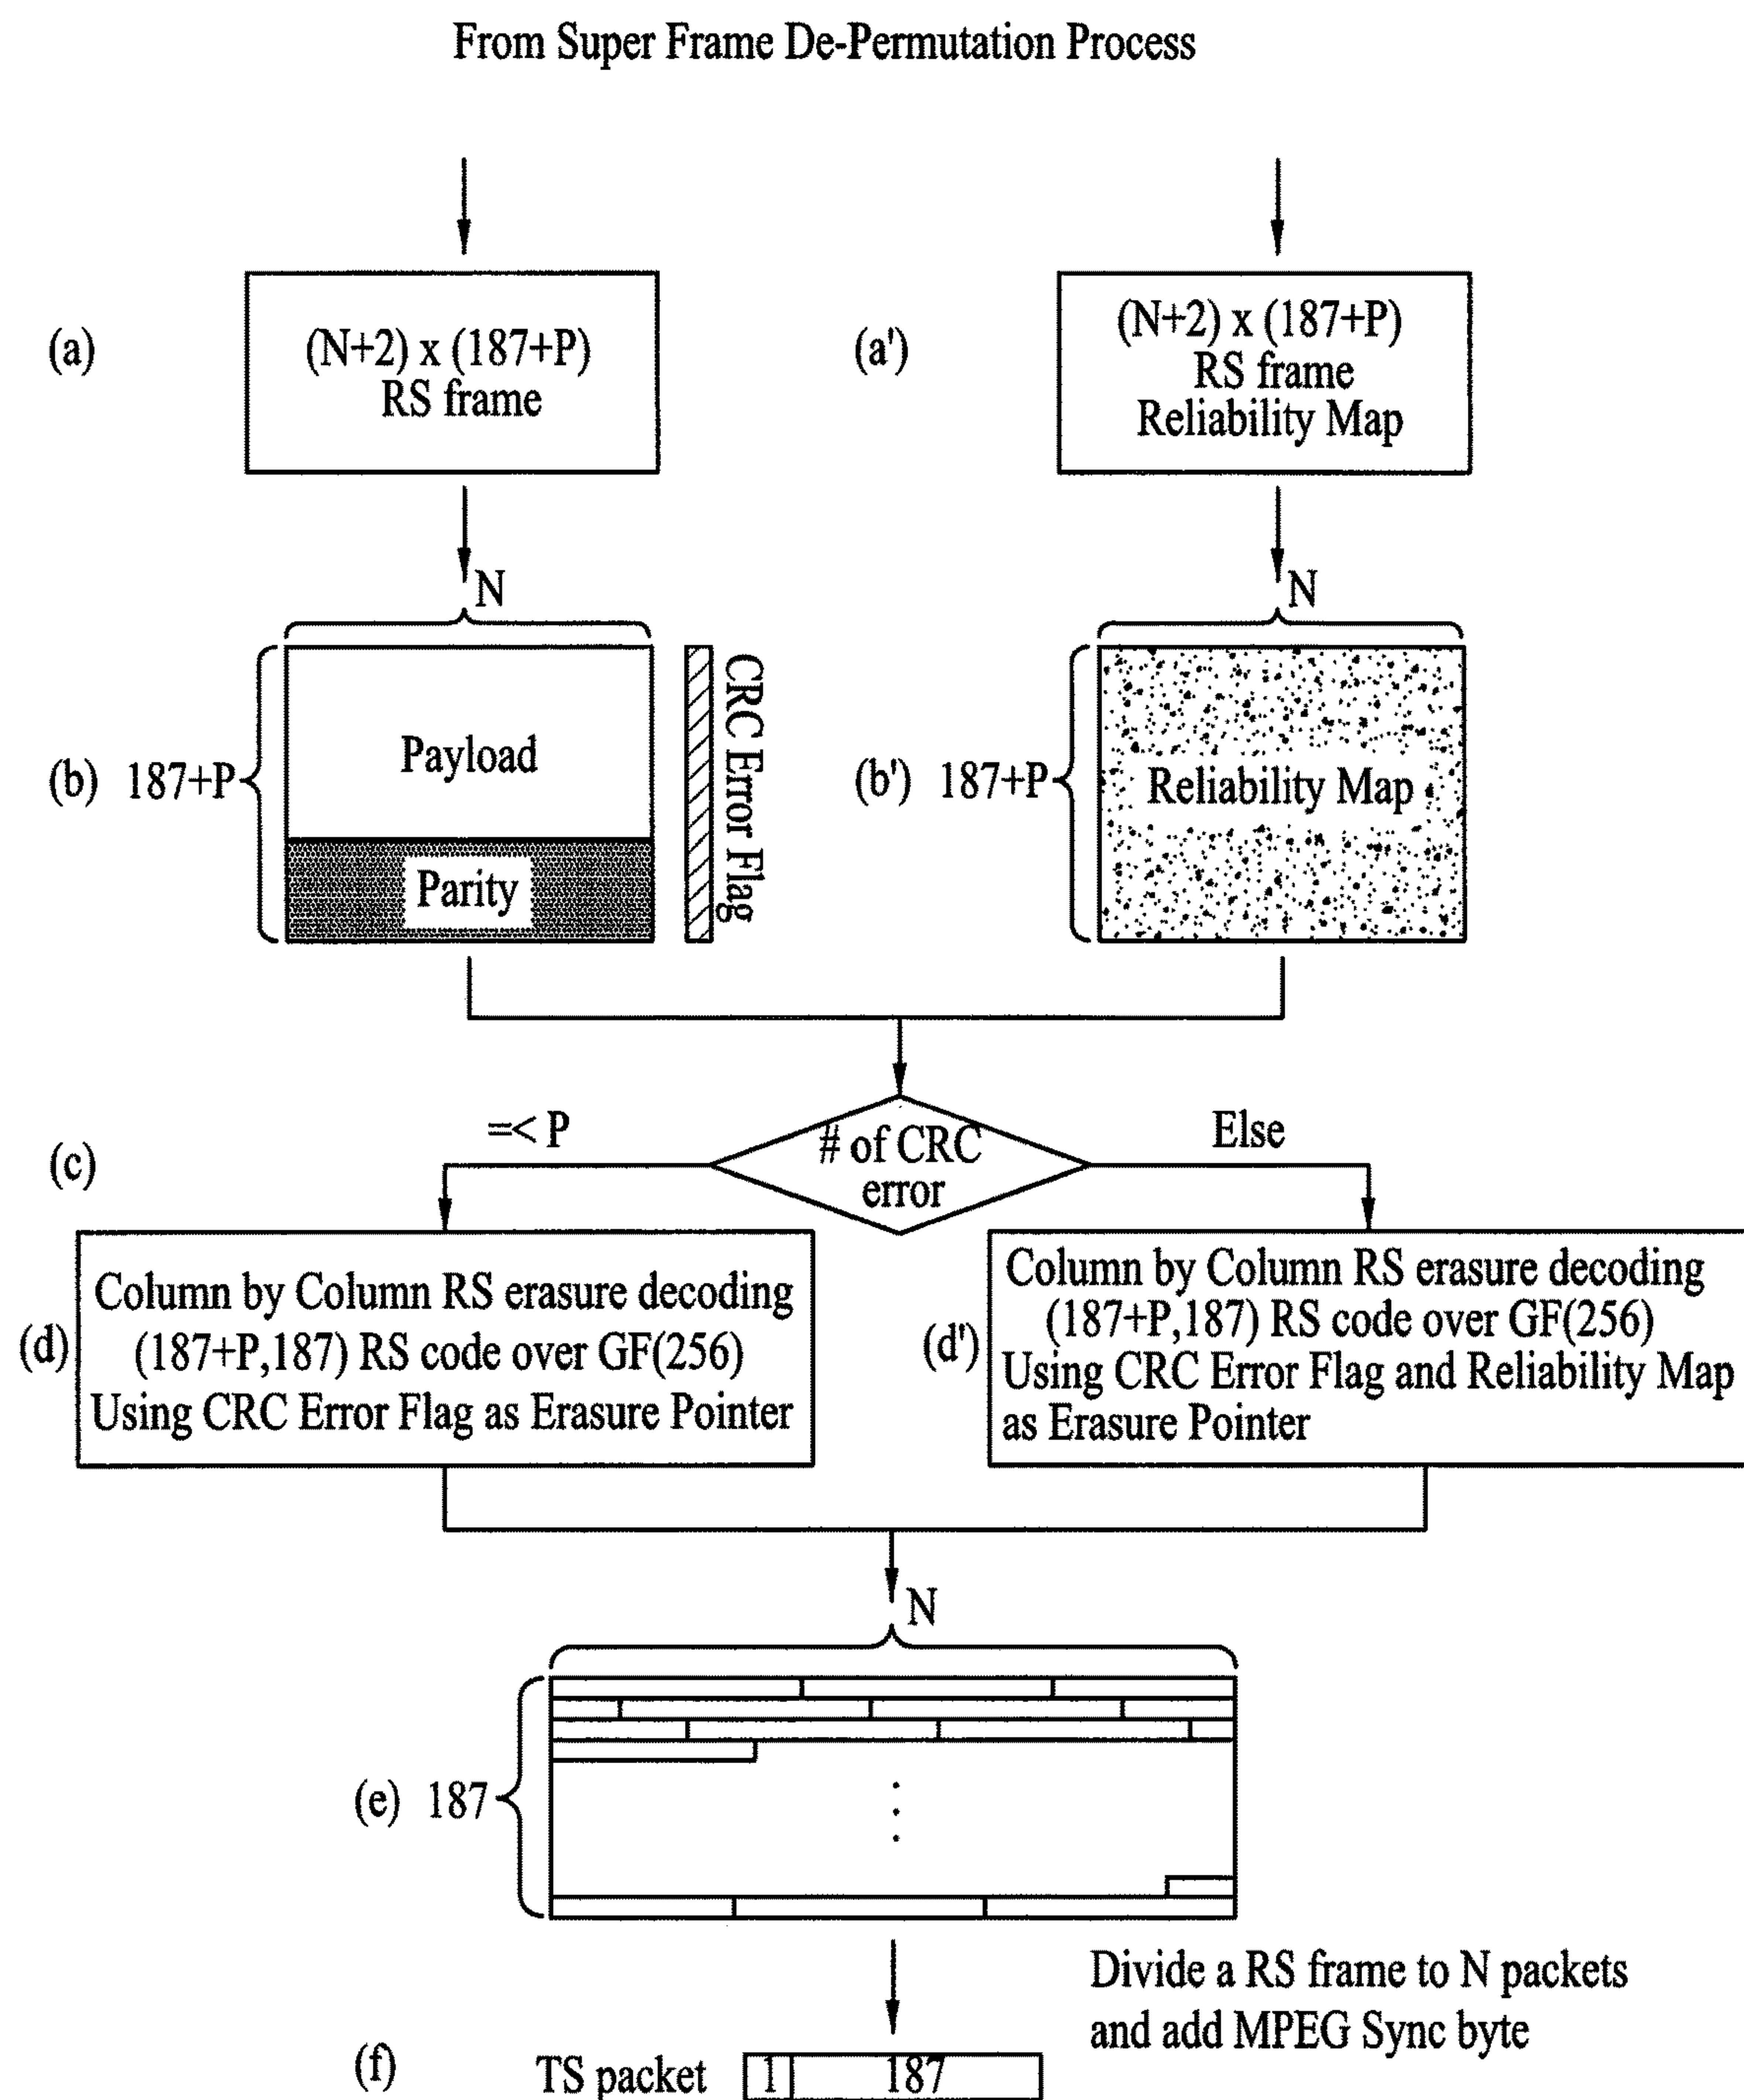 From Super Frame De-Permutation Process
(a)
(N+2) x (187+P)
RS frame
(a')
(N+2) x (187+P)
RS frame
Reliability Map
N
N
(b) 187+P
Payload
Parity
CRC Error Flag
(b') 187+P
Reliability Map
(c)
=< P
# of CRC
error
Else
(d)
Column by Column RS erasure decoding
(187+P,187) RS code over GF(256)
Using CRC Error Flag as Erasure Pointer
(d')
Column by Column RS erasure decoding
(187+P,187) RS code over GF(256)
Using CRC Error Flag and Reliability Map
as Erasure Pointer
N
(e) 187
Divide a RS frame to N packets
and add MPEG Sync byte
(f) TS packet 1 187